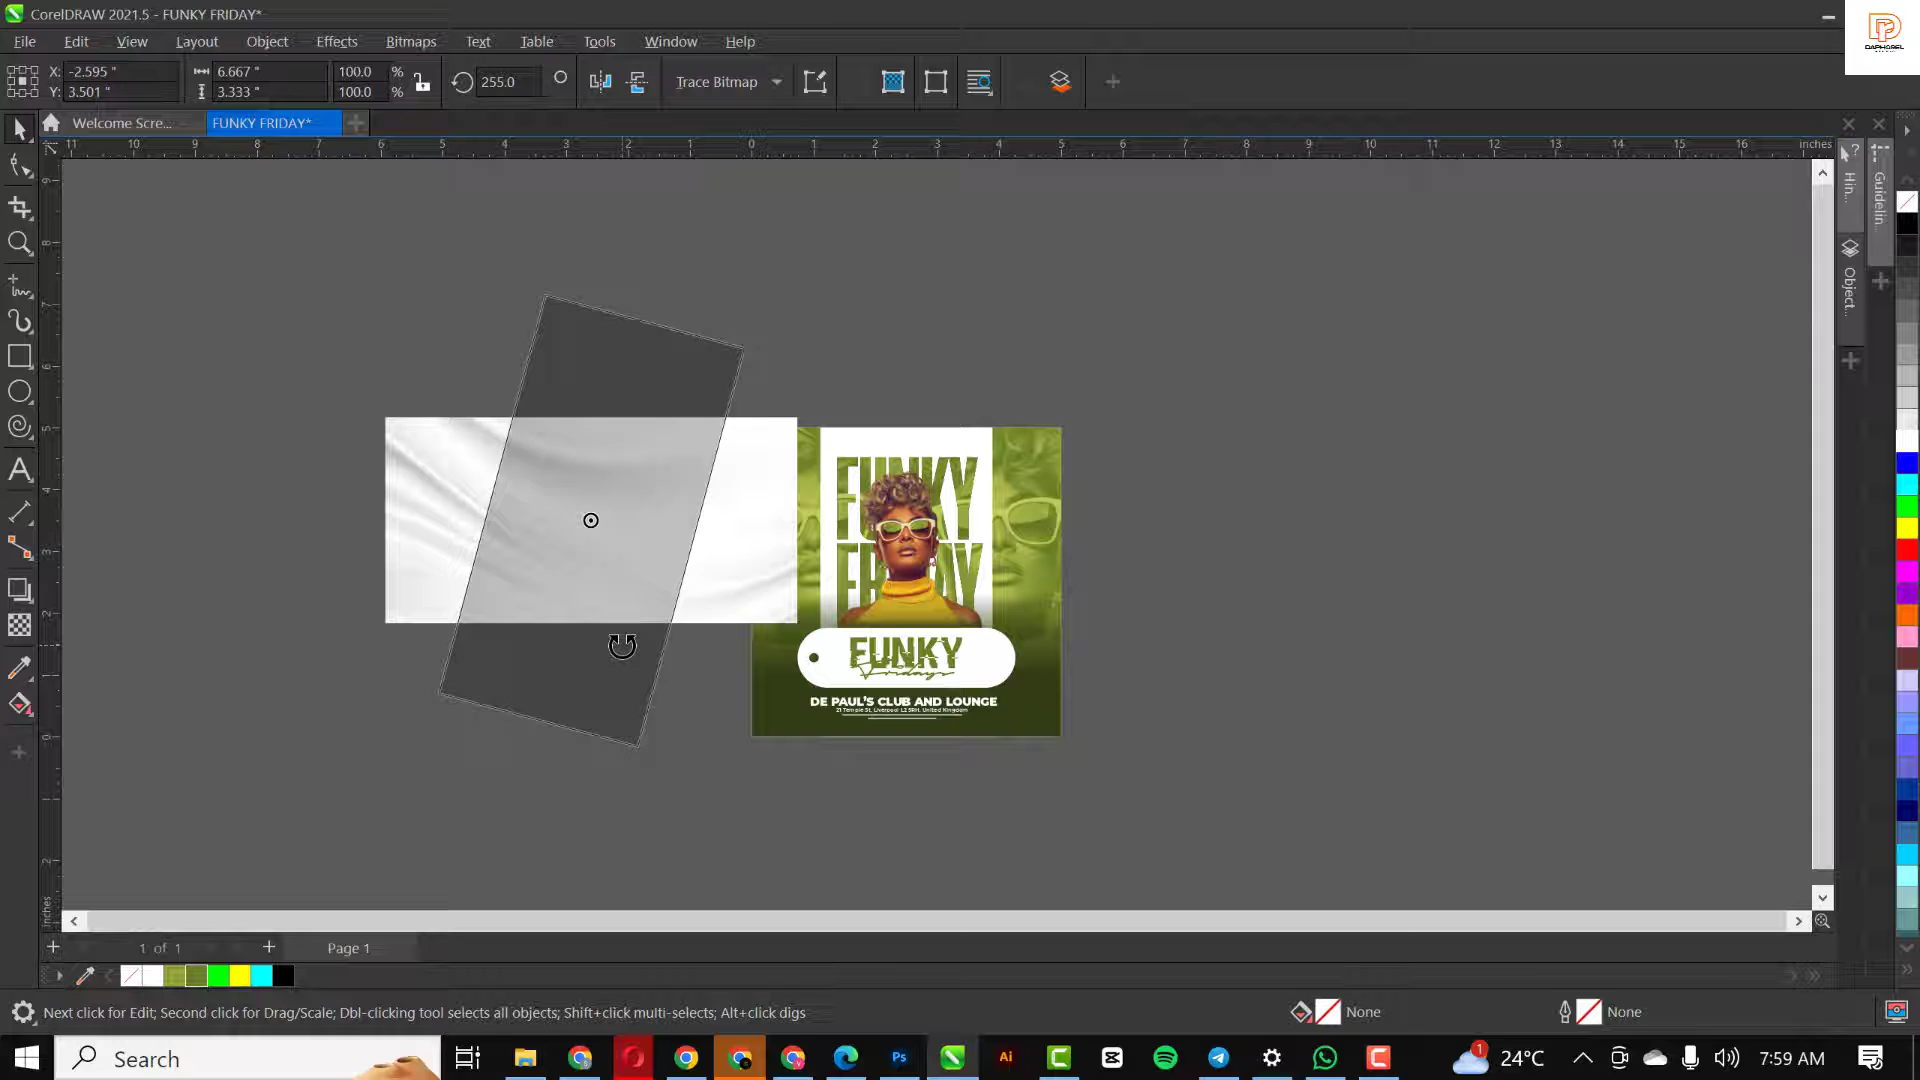 CorelDRAW 2021.5 - FUNKY FRIDAY*
File Edit View Layout Object Effects Bitmaps Text Table Tools Window Help
X: -2.595 " 6.667 " 100.0 % 255.0 Trace Bitmap
Y: 3.501 " 3.333 " 100.0 %
Welcome Scre... FUNKY FRIDAY*
11 10 9 8 7 6 5 4 3 2 1 0 1 2 3 4 5 6 7 8 9 10 11 12 13 14 15 16 inches
Hin...
Guidelin...
Object...
FUNKY
FUNKY
Fridays
DE PAUL'S CLUB AND LOUNGE
21 Temple St, Liverpool L2 5RH, United Kingdom
inches
1 of 1 Page 1
Next click for Edit; Second click for Drag/Scale; Dbl-clicking tool selects all objects; Shift+click multi-selects; Alt+click digs None None
Search 1 24°C 7:59 AM